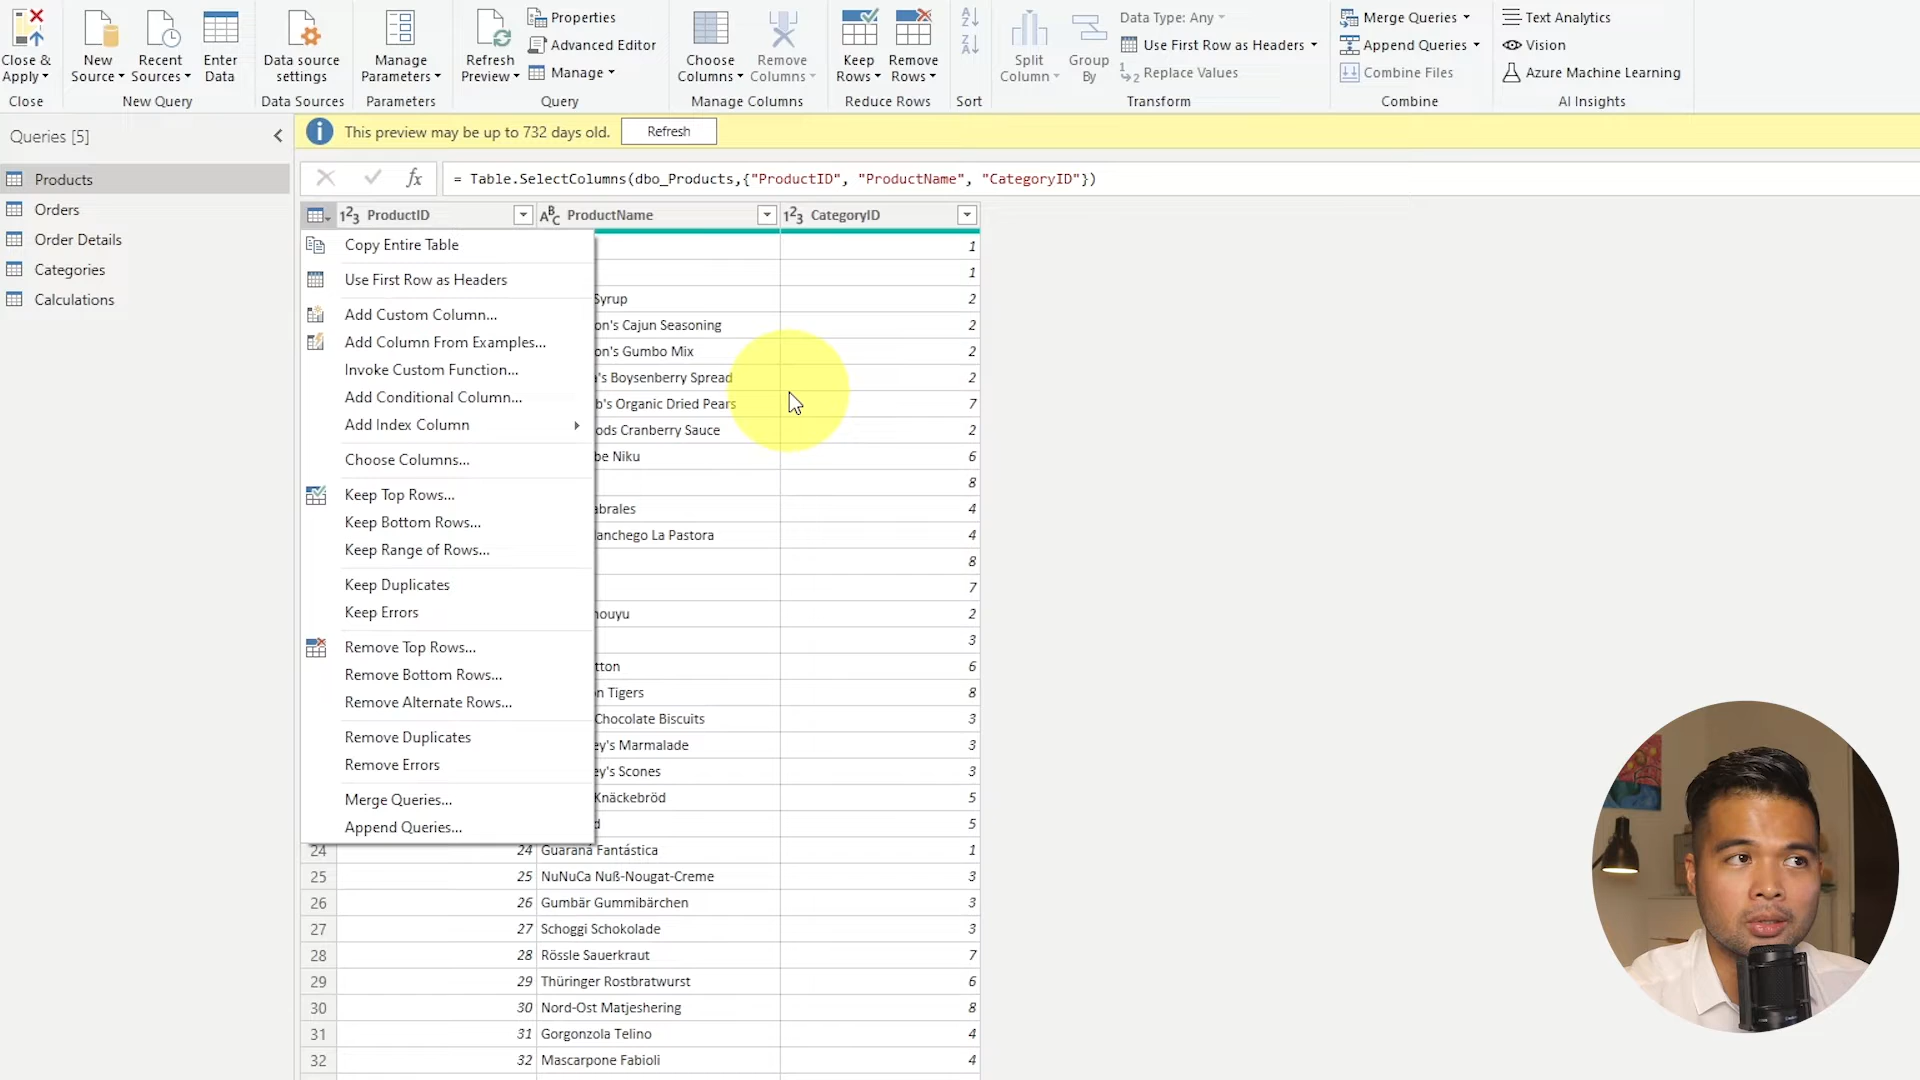 Close & Apply
New Source
Recent Sources
Enter Data
Data source settings
Manage Parameters
Refresh Preview
Properties
Advanced Editor
Manage
Choose Columns
Remove Columns
Keep Rows
Remove Rows
Split Column
Group By
Data Type: Any
Use First Row as Headers
Replace Values
Merge Queries
Append Queries
Combine Files
Text Analytics
Vision
Azure Machine Learning
Close
New Query
Data Sources
Parameters
Query
Manage Columns
Reduce Rows
Sort
Transform
Combine
AI Insights
Queries [5]
This preview may be up to 732 days old.
Refresh
Products
Orders
Order Details
Categories
Calculations
fx
= Table.SelectColumns(dbo_Products,{"ProductID", "ProductName", "CategoryID"})
ProductID
ProductName
CategoryID
Copy Entire Table
Use First Row as Headers
Add Custom Column...
Add Column From Examples...
Invoke Custom Function...
Add Conditional Column...
Add Index Column
Choose Columns...
Keep Top Rows...
Keep Bottom Rows...
Keep Range of Rows...
Keep Duplicates
Keep Errors
Remove Top Rows...
Remove Bottom Rows...
Remove Alternate Rows...
Remove Duplicates
Remove Errors
Merge Queries...
Append Queries...
1
1
Syrup 2
on's Cajun Seasoning 2
on's Gumbo Mix 2
a's Boysenberry Spread 2
b's Organic Dried Pears 7
ods Cranberry Sauce 2
be Niku 6
8
abrales 4
anchego La Pastora 4
8
7
houyu 2
3
tton 6
n Tigers 8
Chocolate Biscuits 3
ey's Marmalade 3
ey's Scones 3
Knäckebröd 5
d 5
24 24 Guaraná Fantástica 1
25 25 NuNuCa Nuß-Nougat-Creme 3
26 26 Gumbär Gummibärchen 3
27 27 Schoggi Schokolade 3
28 28 Rössle Sauerkraut 7
29 29 Thüringer Rostbratwurst 6
30 30 Nord-Ost Matjeshering 8
31 31 Gorgonzola Telino 4
32 32 Mascarpone Fabioli 4